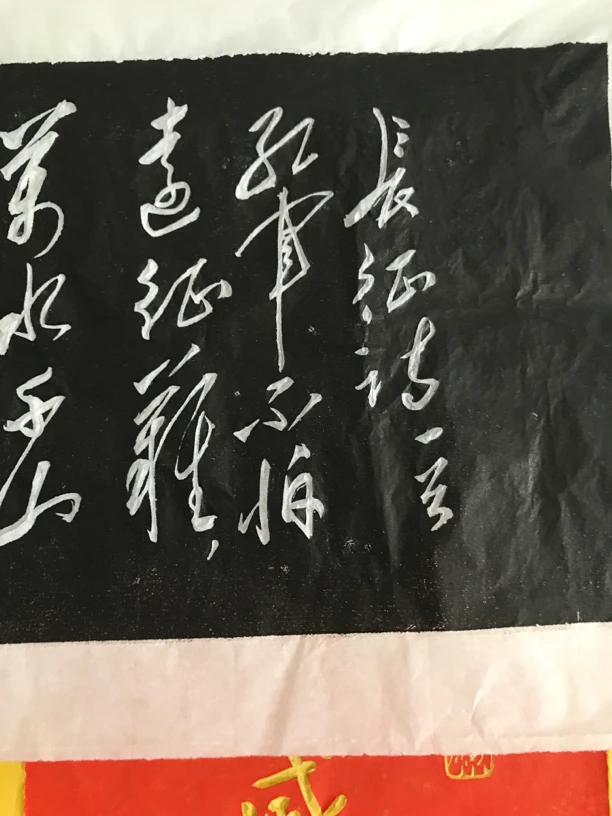 長征詩一首
紅軍不怕
遠征難，
萬水千山